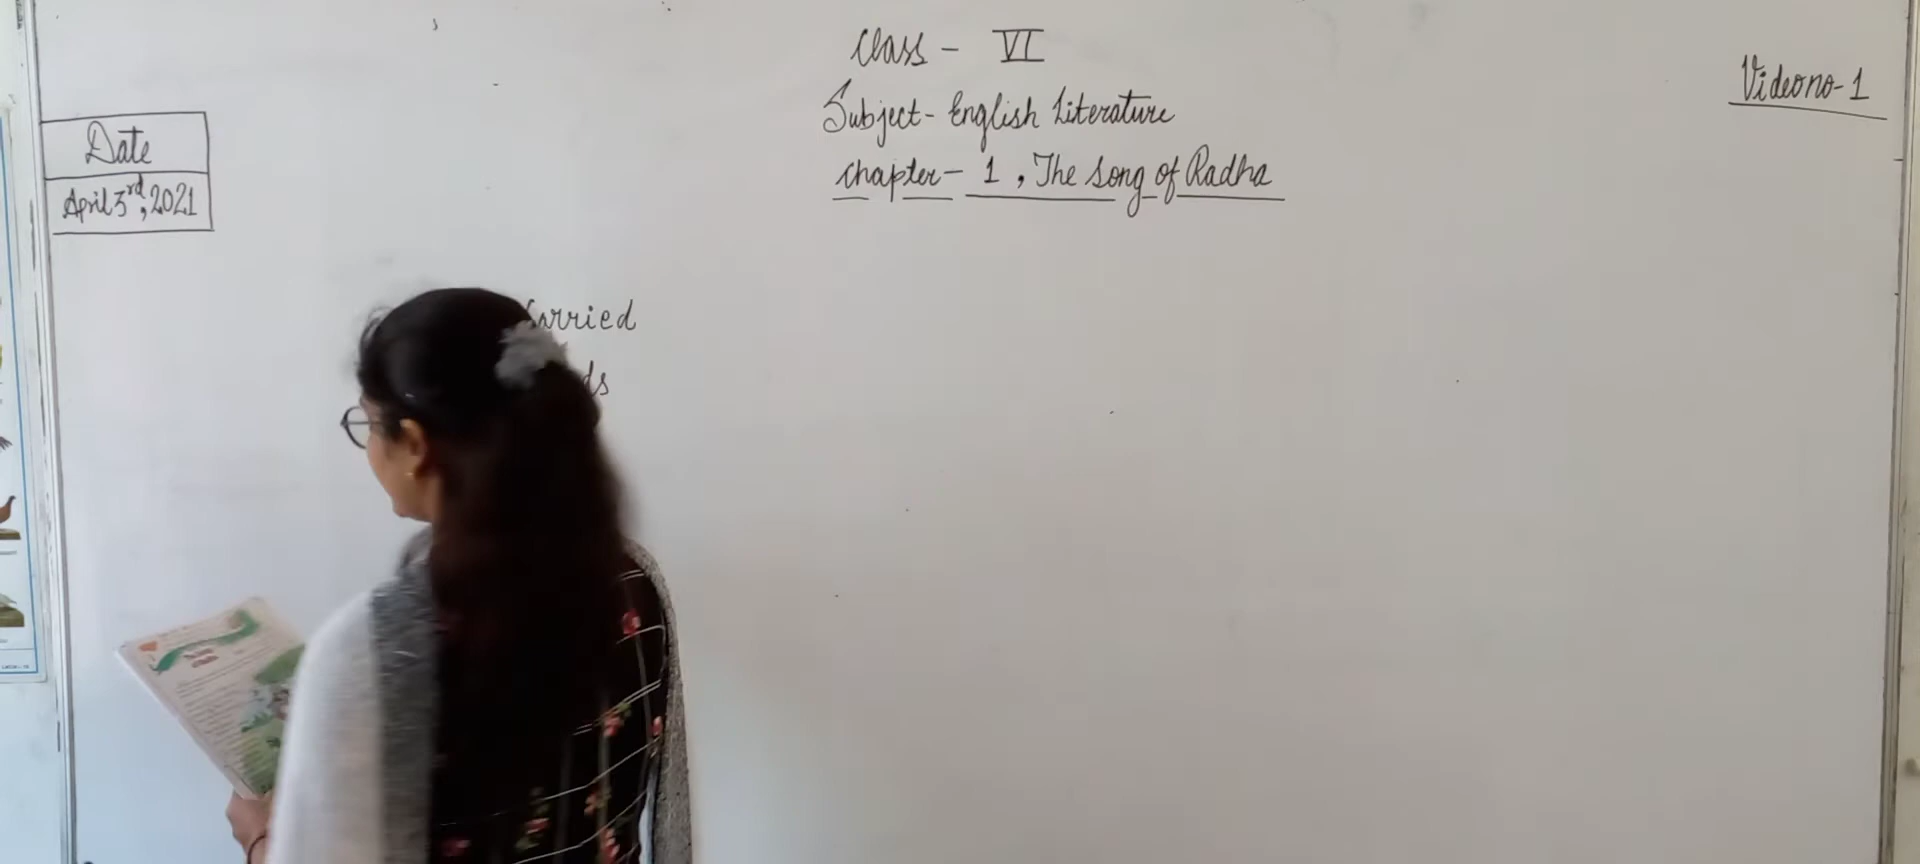 Class - VI
Subject - English Literature
Chapter - 1 , The Song of Radha
Video no - 1
Date
April 3rd, 2021